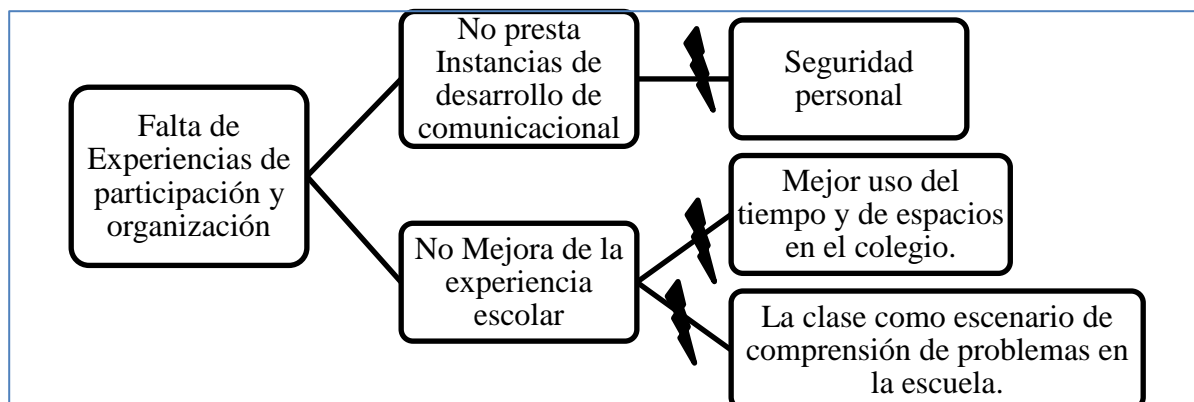 Falta de
Experiencias de
participación y
organización
No presta
Instancias de
desarrollo de
comunicacional
Seguridad
personal
No Mejora de la
experiencia
escolar
Mejor uso del
tiempo y de espacios
en el colegio.
La clase como escenario de
comprensión de problemas en
la escuela.